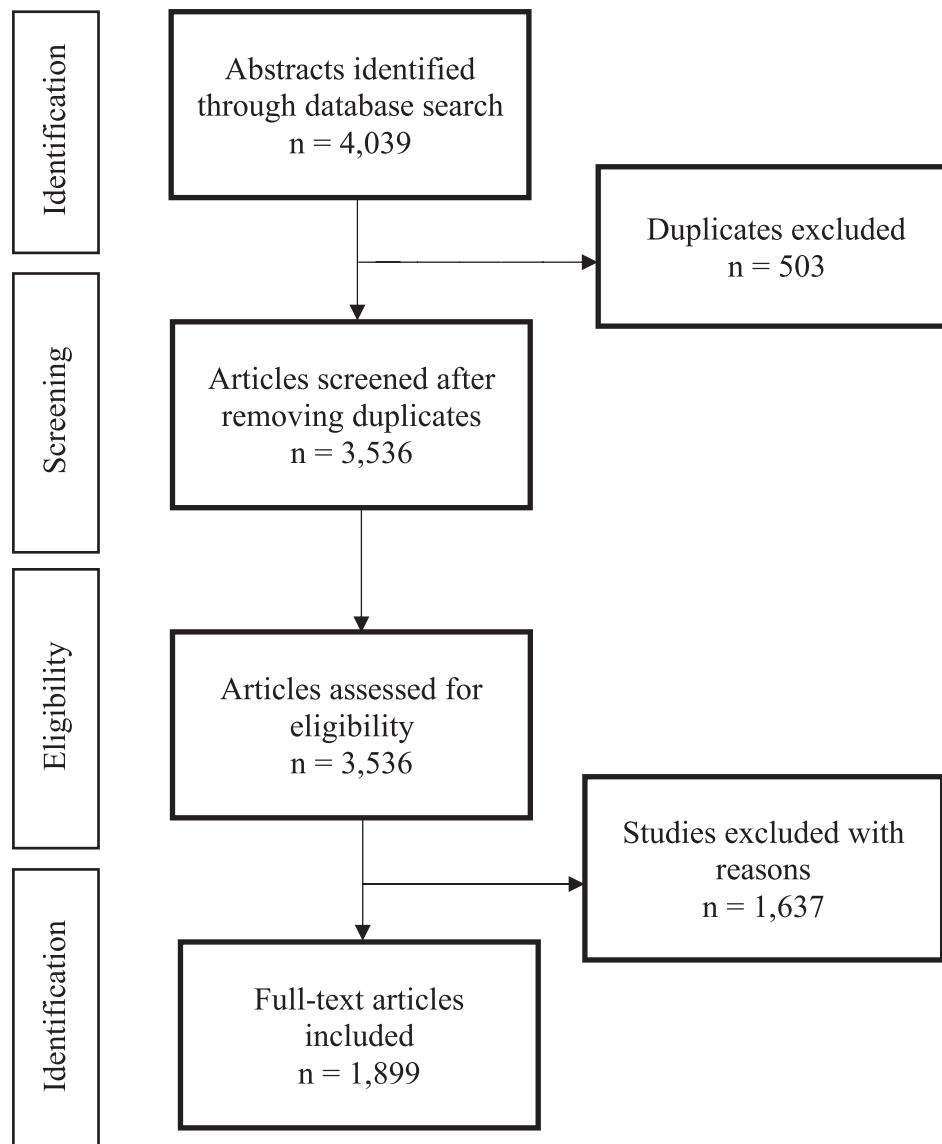 Identification
Abstracts identified
through database search
n = 4,039
Duplicates excluded
n = 503
Screening
Articles screened after
removing duplicates
n = 3,536
Eligibility
Articles assessed for
eligibility
n = 3,536
Studies excluded with
reasons
n = 1,637
Identification
Full-text articles
included
n = 1,899